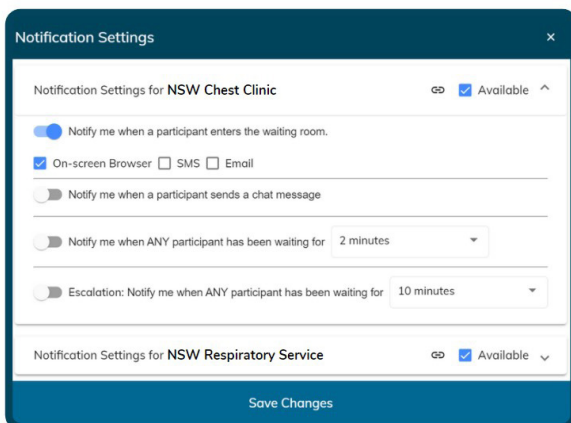 Notification Settings ×
Notification Settings for NSW Chest Clinic Available
Notify me when a participant enters the waiting room.
On-screen Browser SMS Email
Notify me when a participant sends a chat message
Notify me when ANY participant has been waiting for 2 minutes
Escalation: Notify me when ANY participant has been waiting for 10 minutes
Notification Settings for NSW Respiratory Service Available
Save Changes